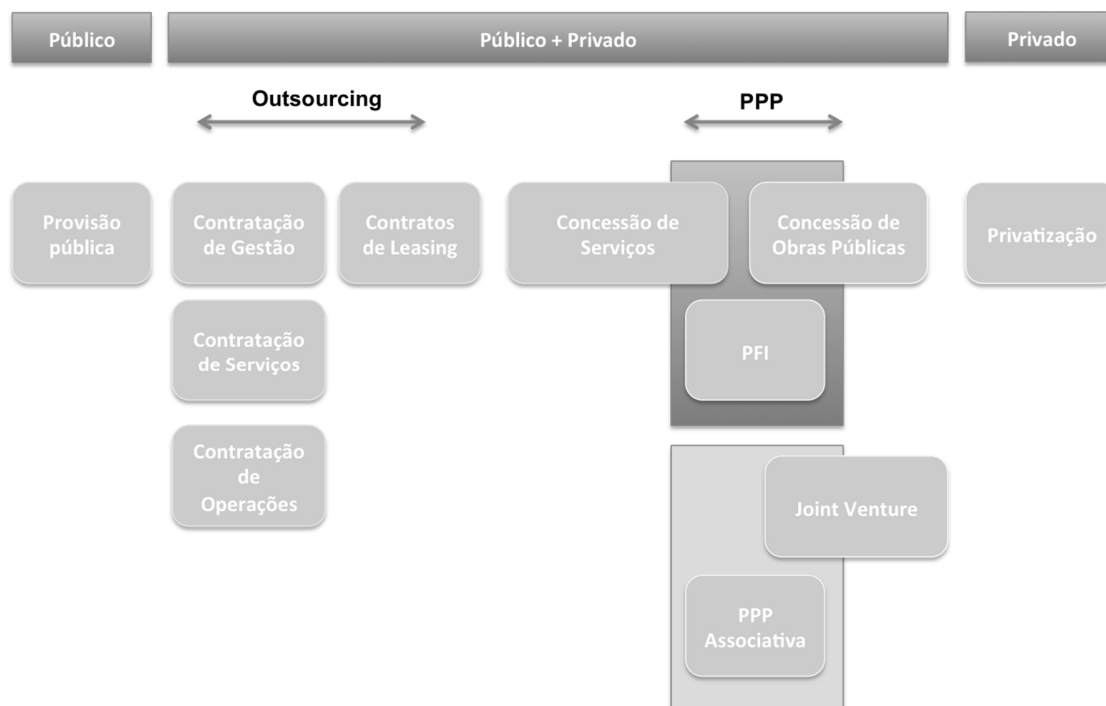 Público
Público + Privado
Privado
Outsourcing
PPP
Provisão
pública
Contratação
de Gestão
Contratos
de Leasing
Concessão de
Serviços
Concessão de
Obras Públicas
Privatização
Contratação
de Serviços
PFI
Contratação
de
Operações
Joint Venture
PPP
Associativa